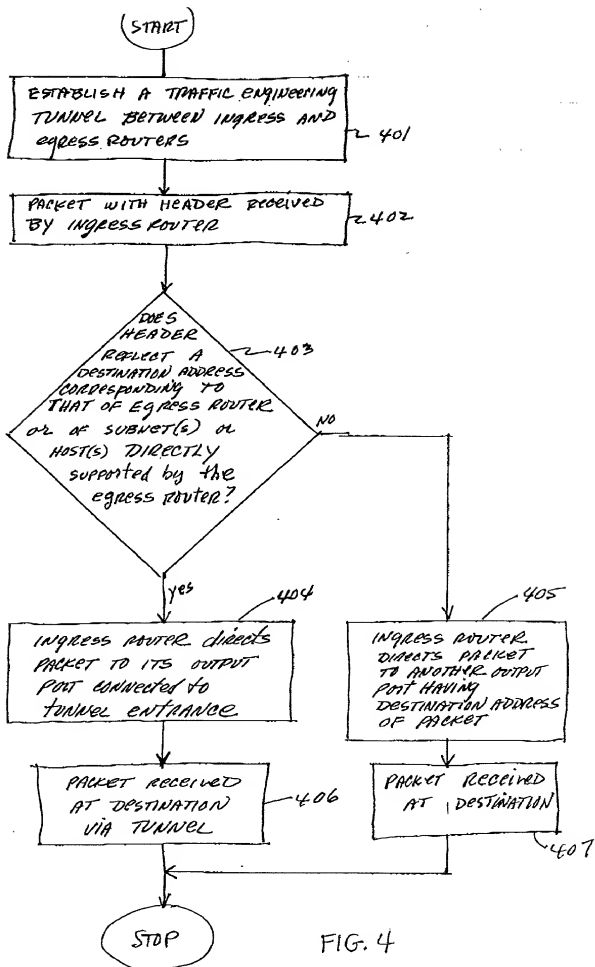 (START)
ESTABLISH A TRAFFIC ENGINEERING
TUNNEL BETWEEN INGRESS AND
EGRESS ROUTERS
401
PACKET WITH HEADER RECEIVED
BY INGRESS ROUTER
402
DOES
HEADER
REFLECT A
DESTINATION ADDRESS
CORRESPONDING TO
THAT OF EGRESS ROUTER
OR OF SUBNET(S) OR
HOST(S) DIRECTLY
SUPPORTED by the
EGRESS ROUTER?
403
NO
yes
404
INGRESS ROUTER directs
PACKET TO ITS OUTPUT
PORT CONNECTED TO
TUNNEL ENTRANCE
405
INGRESS ROUTER
DIRECTS PACKET
TO ANOTHER OUTPUT
PORT HAVING
DESTINATION ADDRESS
OF PACKET
PACKET RECEIVED
AT DESTINATION
VIA TUNNEL
406
PACKET RECEIVED
AT DESTINATION
407
STOP
FIG. 4